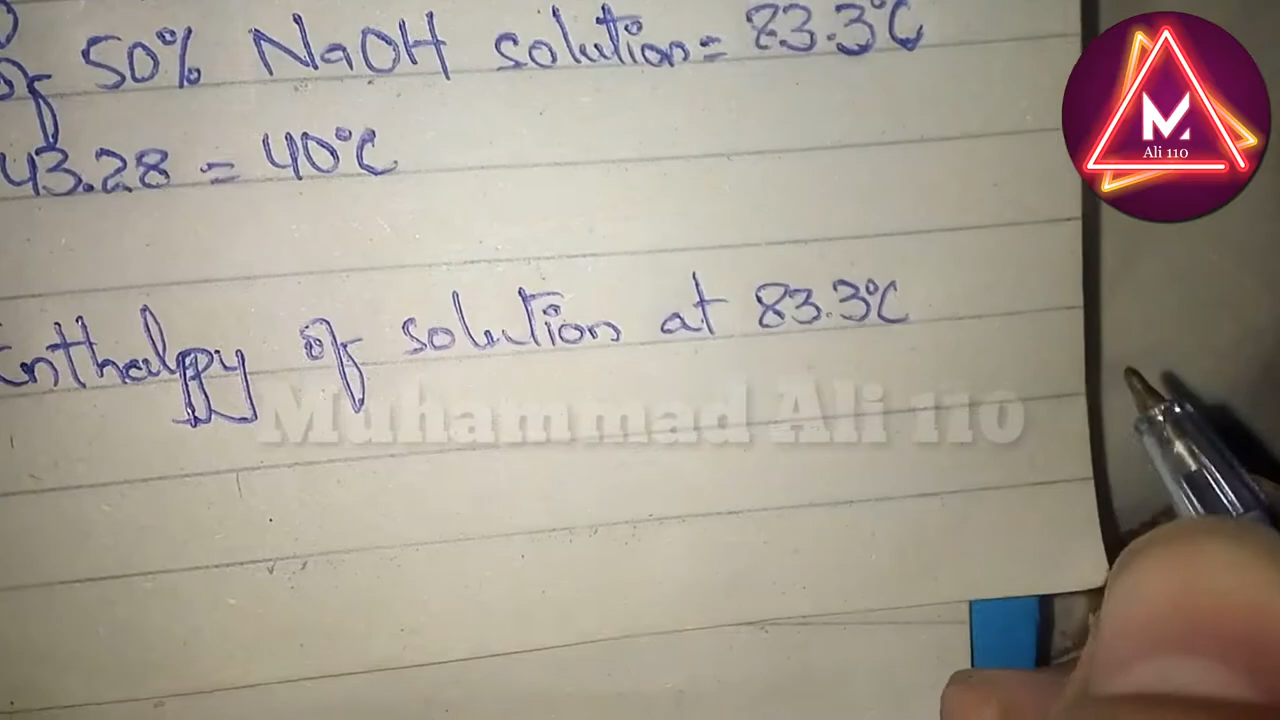 of 50% NaOH solution= 83.3°C
43.28 = 40°C
Enthalpy of solution at 83.3°C
Muhammad Ali 110
M
Ali 110